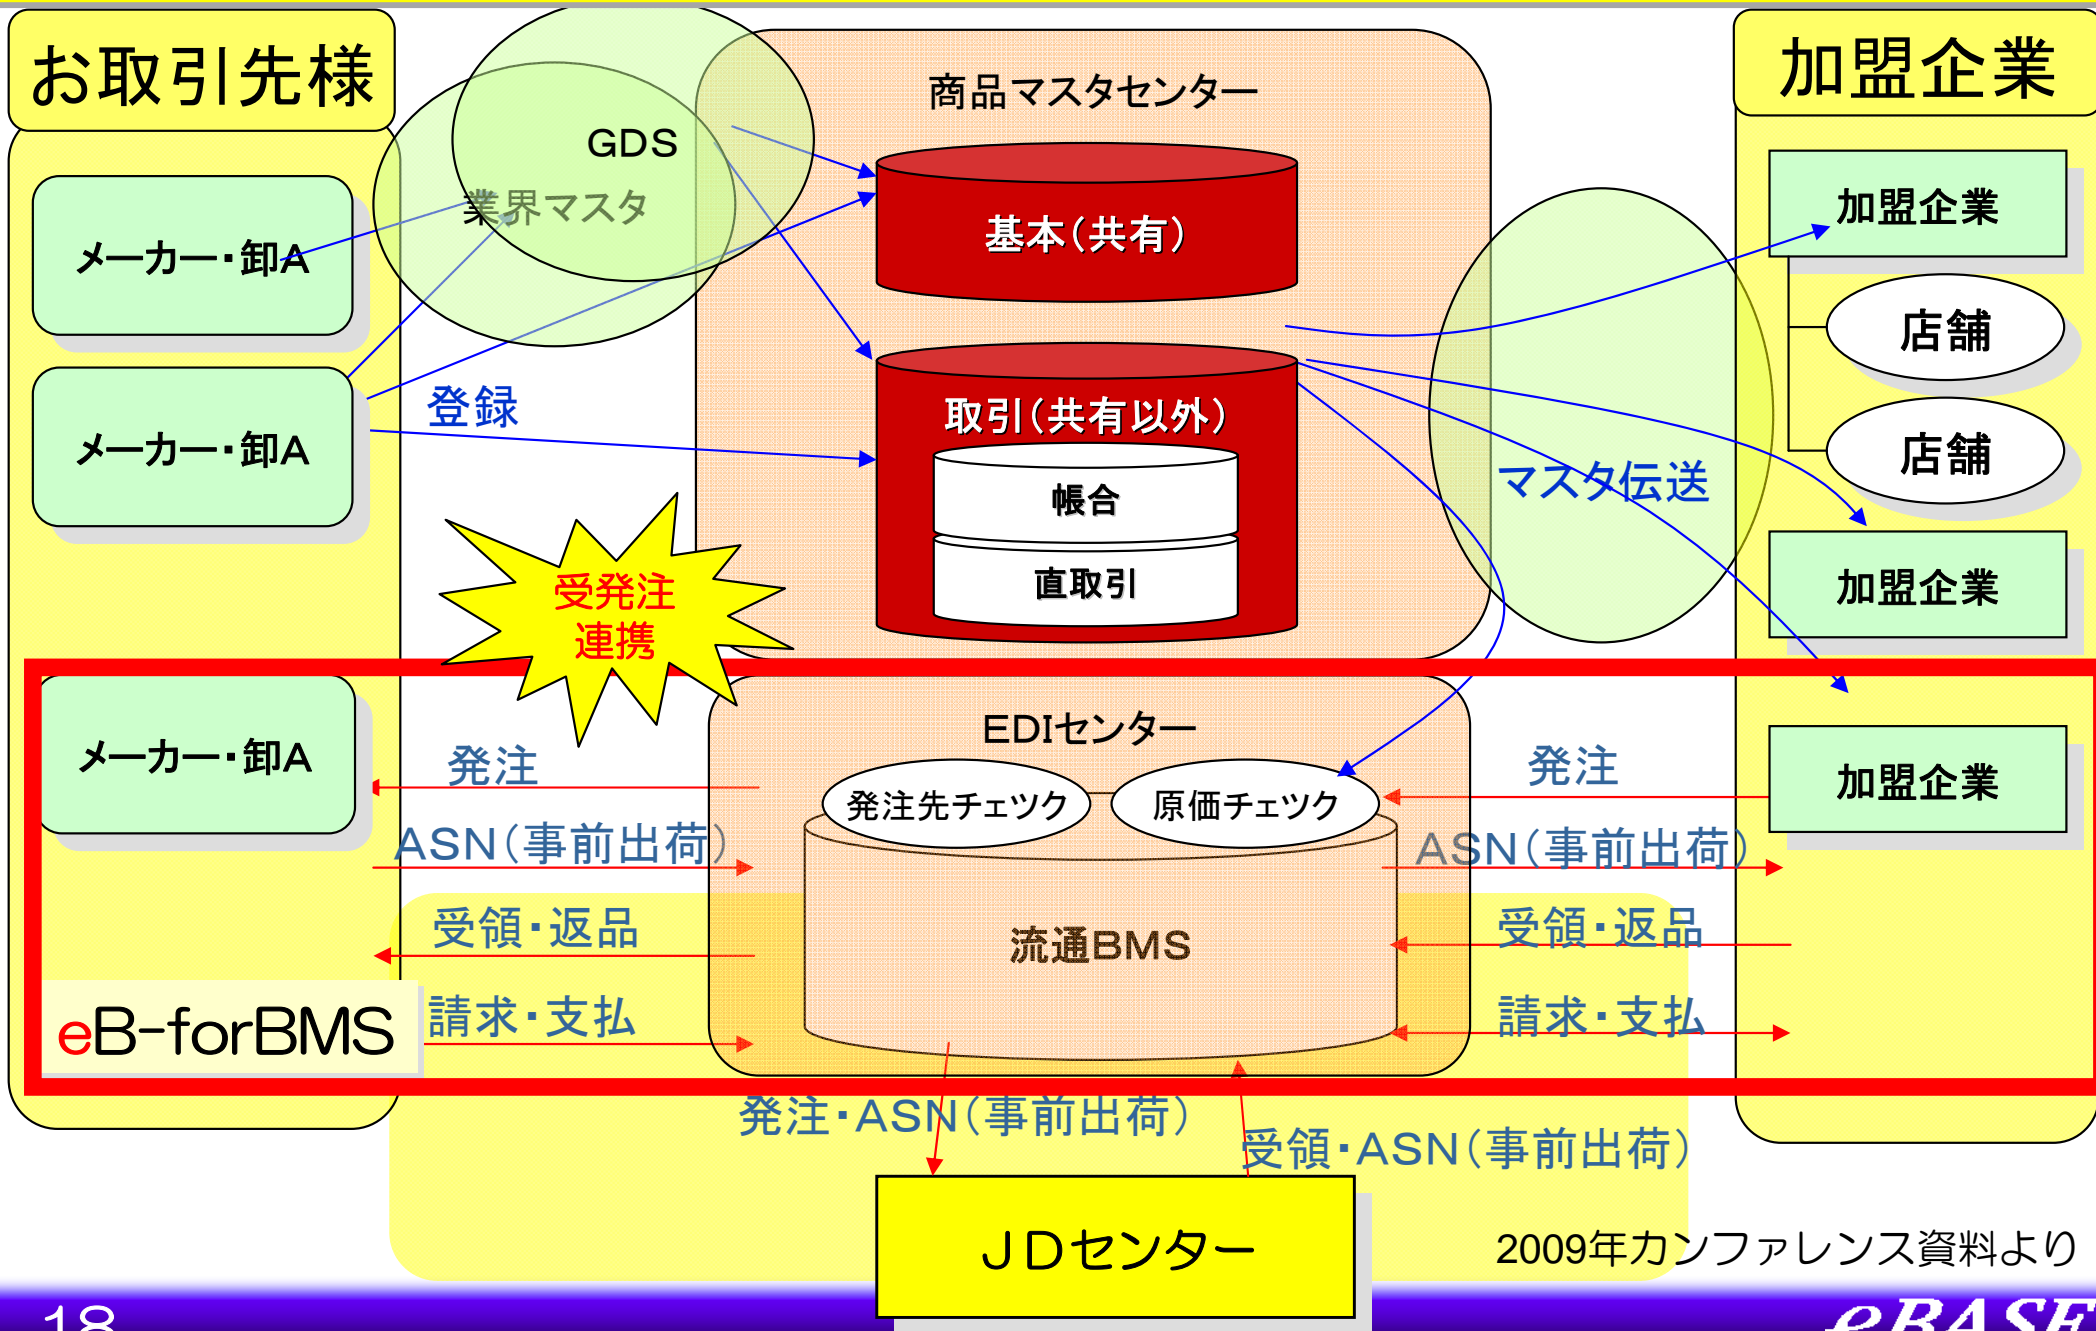 お取引先様
加盟企業
商品マスタセンター
GDS
業界マスタ
基本(共有)
加盟企業
メーカー・卸A
店舗
登録
取引(共有以外)
メーカー・卸A
店舗
マスタ伝送
帳合
直取引
加盟企業
受発注
連携
EDIセンター
メーカー・卸A
発注
発注
加盟企業
発注先チェツク
原価チェツク
ASN(事前出荷)
ASN(事前出荷)
受領・返品
流通BMS
受領・返品
eB-forBMS
請求・支払
請求・支払
発注・ASN(事前出荷)
受領・ASN(事前出荷)
JDセンター
2009年カンファレンス資料より
18
eBASE